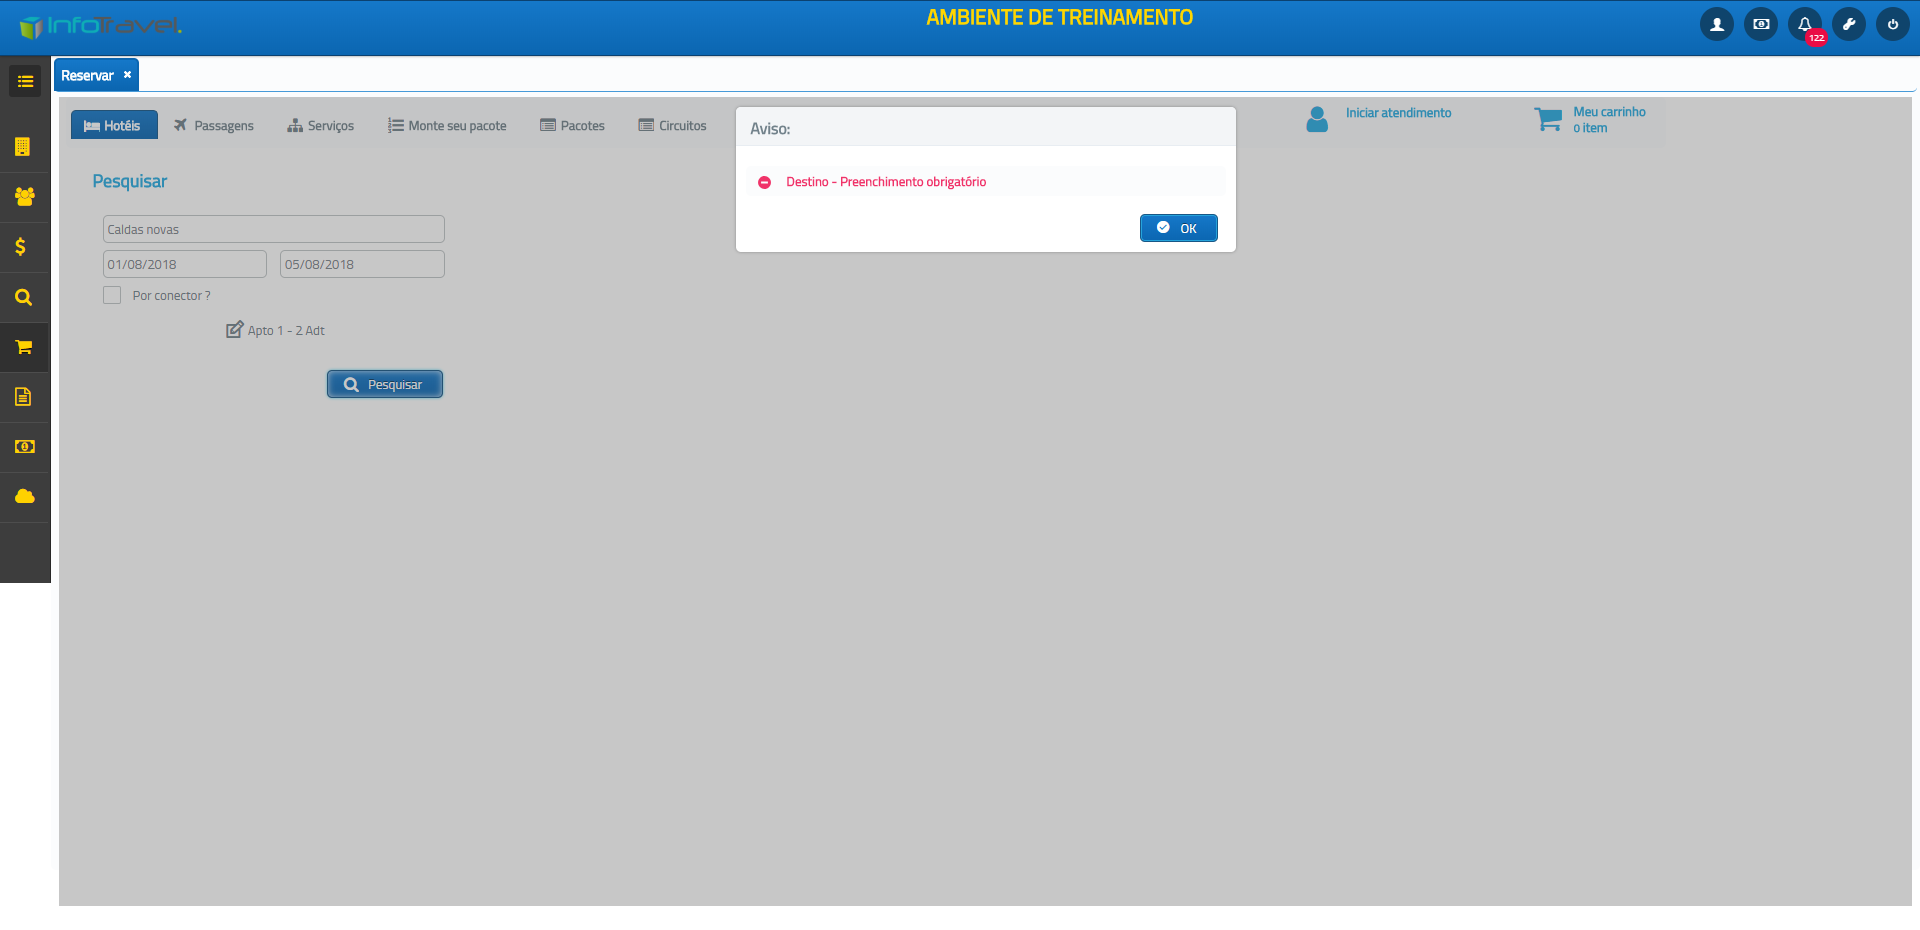 InfoTravel.
AMBIENTE DE TREINAMENTO
122
Reservar
Hotéis
Passagens
Serviços
Monte seu pacote
Pacotes
Circuitos
Aviso:
Destino - Preenchimento obrigatório
OK
Iniciar atendimento
Meu carrinho
0 item
Pesquisar
Caldas novas
01/08/2018
05/08/2018
Por conector ?
Apto 1 - 2 Adt
Pesquisar